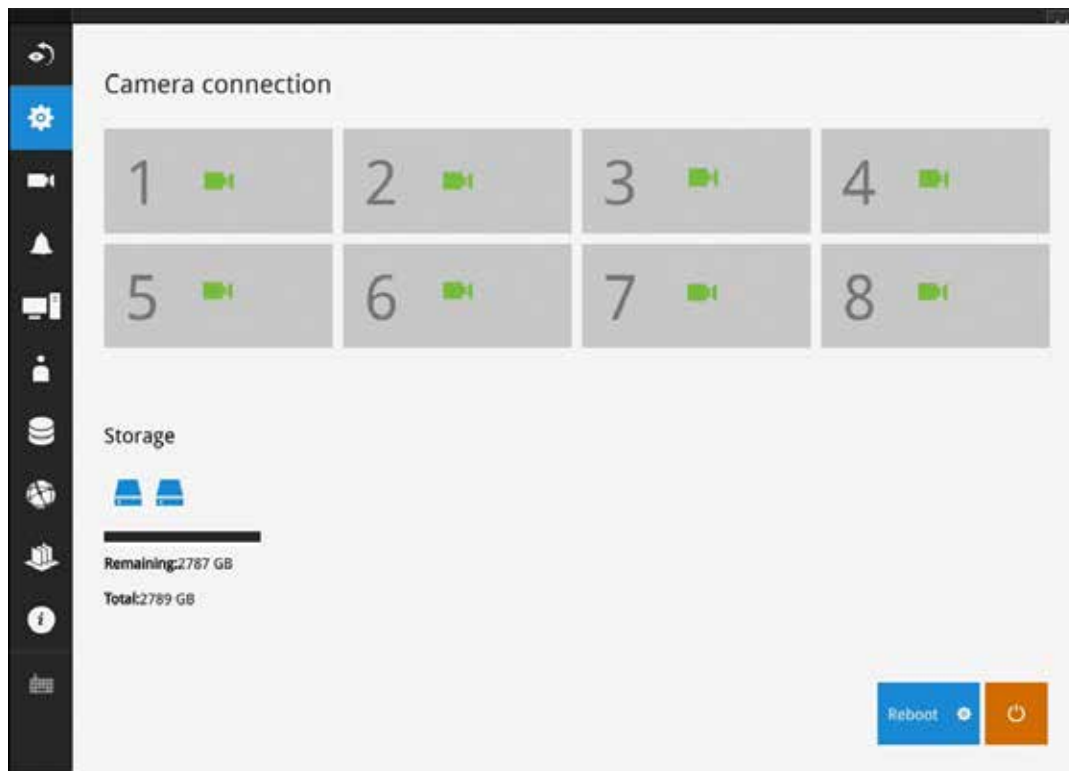 Camera connection
1 2 3 4
5 6 7 8
Storage
Remaining:2787 GB
Total:2789 GB
Reboot